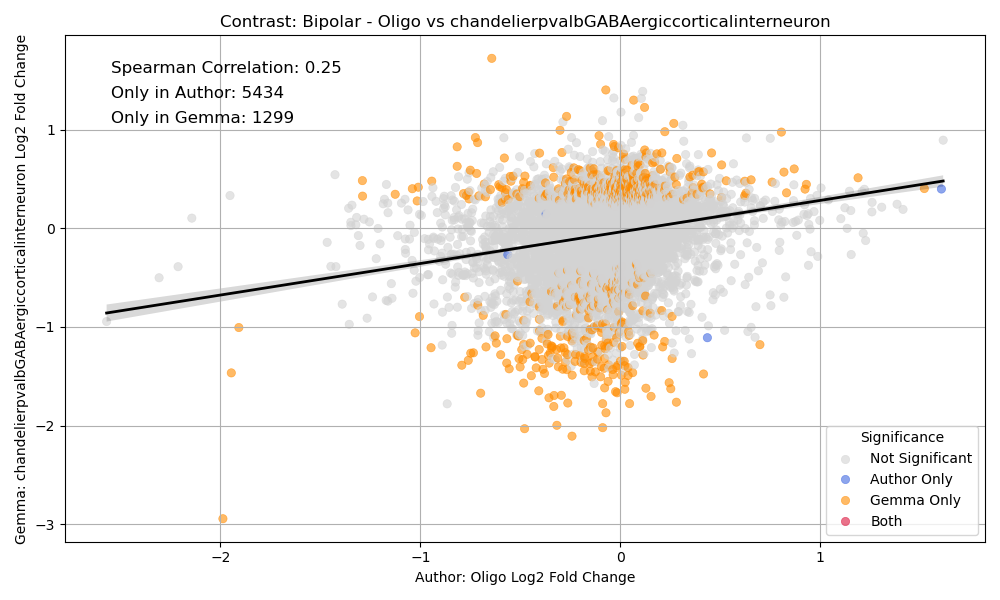 Contrast: Bipolar - Oligo vs chandelierpvalbGABAergiccorticalinterneuron
Gemma: chandelierpvalbGABAergiccorticalinterneuron Log2 Fold Change
Spearman Correlation: 0.25
Only in Author: 5434
Only in Gemma: 1299
1
0
−1
−2
−3
Significance
Not Significant
Author Only
Gemma Only
Both
−2
−1
0
1
Author: Oligo Log2 Fold Change